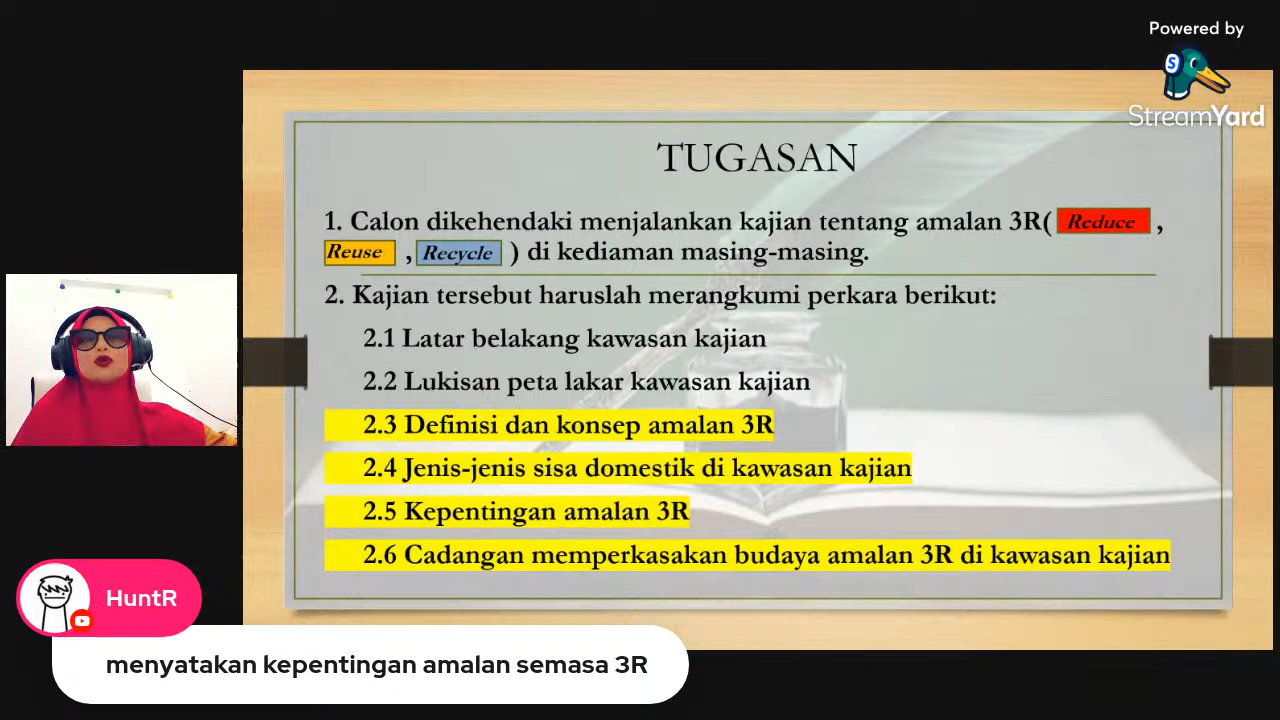 Powered by
S
StreamYard
TUGASAN
1. Calon dikehendaki menjalankan kajian tentang amalan 3R( Reduce ,
Reuse , Recycle ) di kediaman masing-masing.
2. Kajian tersebut haruslah merangkumi perkara berikut:
2.1 Latar belakang kawasan kajian
2.2 Lukisan peta lakar kawasan kajian
2.3 Definisi dan konsep amalan 3R
2.4 Jenis-jenis sisa domestik di kawasan kajian
2.5 Kepentingan amalan 3R
2.6 Cadangan memperkasakan budaya amalan 3R di kawasan kajian
HuntR
menyatakan kepentingan amalan semasa 3R